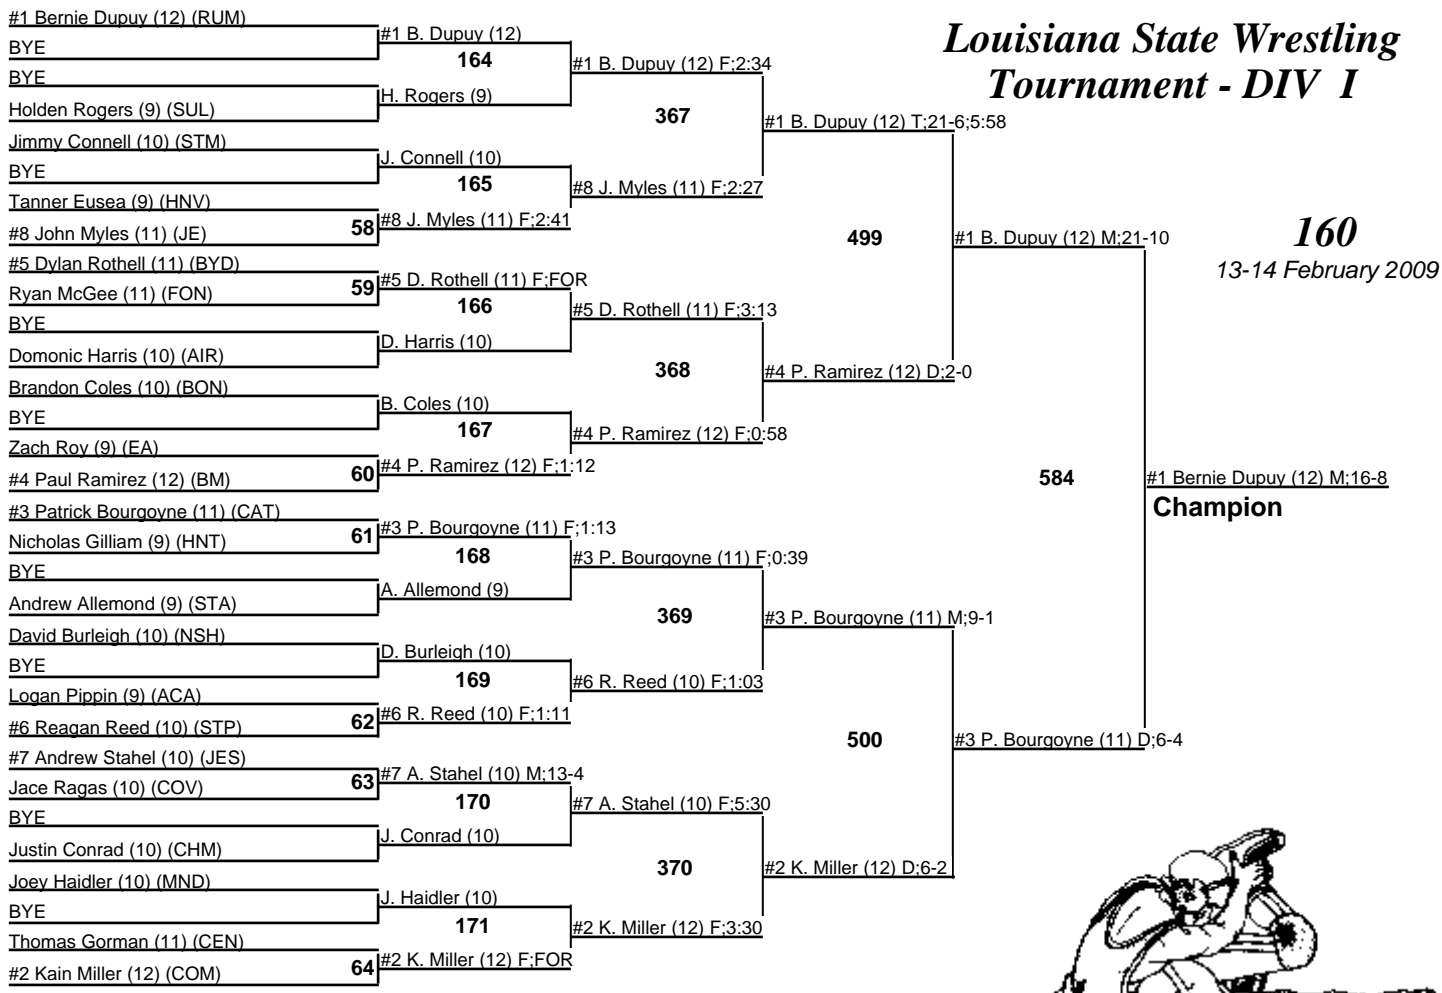 #1 Bernie Dupuy (12) (RUM)
BYE
BYE
Holden Rogers (9) (SUL)
Jimmy Connell (10) (STM)
BYE
Tanner Eusea (9) (HNV)
#8 John Myles (11) (JE)
#5 Dylan Rothell (11) (BYD)
Ryan McGee (11) (FON)
BYE
Domonic Harris (10) (AIR)
Brandon Coles (10) (BON)
BYE
Zach Roy (9) (EA)
#4 Paul Ramirez (12) (BM)
#3 Patrick Bourgoyne (11) (CAT)
Nicholas Gilliam (9) (HNT)
BYE
Andrew Allemond (9) (STA)
David Burleigh (10) (NSH)
BYE
Logan Pippin (9) (ACA)
#6 Reagan Reed (10) (STP)
#7 Andrew Stahel (10) (JES)
Jace Ragas (10) (COV)
BYE
Justin Conrad (10) (CHM)
Joey Haidler (10) (MND)
BYE
Thomas Gorman (11) (CEN)
#2 Kain Miller (12) (COM)
58
59
60
61
62
63
64
#1 B. Dupuy (12)
164
H. Rogers (9)
J. Connell (10)
165
#8 J. Myles (11) F;2:41
#5 D. Rothell (11) F;FOR
166
D. Harris (10)
B. Coles (10)
167
#4 P. Ramirez (12) F;1:12
#3 P. Bourgoyne (11) F;1:13
168
A. Allemond (9)
D. Burleigh (10)
169
#6 R. Reed (10) F;1:11
#7 A. Stahel (10) M;13-4
170
J. Conrad (10)
J. Haidler (10)
171
#2 K. Miller (12) F;FOR
#1 B. Dupuy (12) F;2:34
367
#8 J. Myles (11) F;2:27
#5 D. Rothell (11) F;3:13
368
#4 P. Ramirez (12) F;0:58
#3 P. Bourgoyne (11) F;0:39
369
#6 R. Reed (10) F;1:03
#7 A. Stahel (10) F;5:30
370
#2 K. Miller (12) F;3:30
#1 B. Dupuy (12) T;21-6;5:58
499
#4 P. Ramirez (12) D;2-0
#3 P. Bourgoyne (11) M;9-1
500
#2 K. Miller (12) D;6-2
#1 B. Dupuy (12) M;21-10
584
#3 P. Bourgoyne (11) D;6-4
#1 Bernie Dupuy (12) M;16-8
Champion
Louisiana State Wrestling
Tournament - DIV I
160
13-14 February 2009